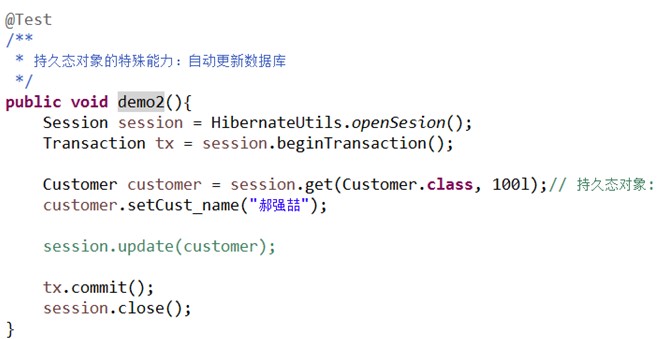 @Test
/**
 * 持久态对象的特殊能力：自动更新数据库
 */
public void demo2(){
    Session session = HibernateUtils.openSesion();
    Transaction tx = session.beginTransaction();
    Customer customer = session.get(Customer.class, 100l);// 持久态对象:
    customer.setCust_name("郝强喆");
    session.update(customer);
    tx.commit();
    session.close();
}